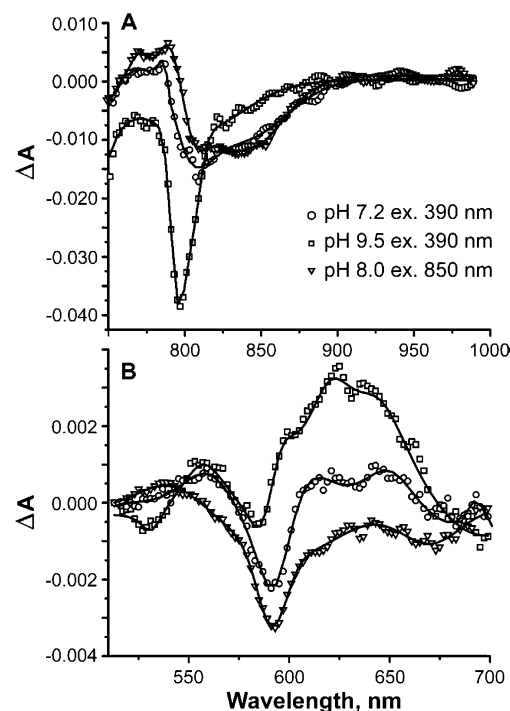 A
0.010
0.000
-0.010
-0.020
-0.030
-0.040
ΔA
pH 7.2 ex. 390 nm
pH 9.5 ex. 390 nm
pH 8.0 ex. 850 nm
800 850 900 950 1000
B
0.002
0.000
-0.002
-0.004
ΔA
550 600 650 700
Wavelength, nm